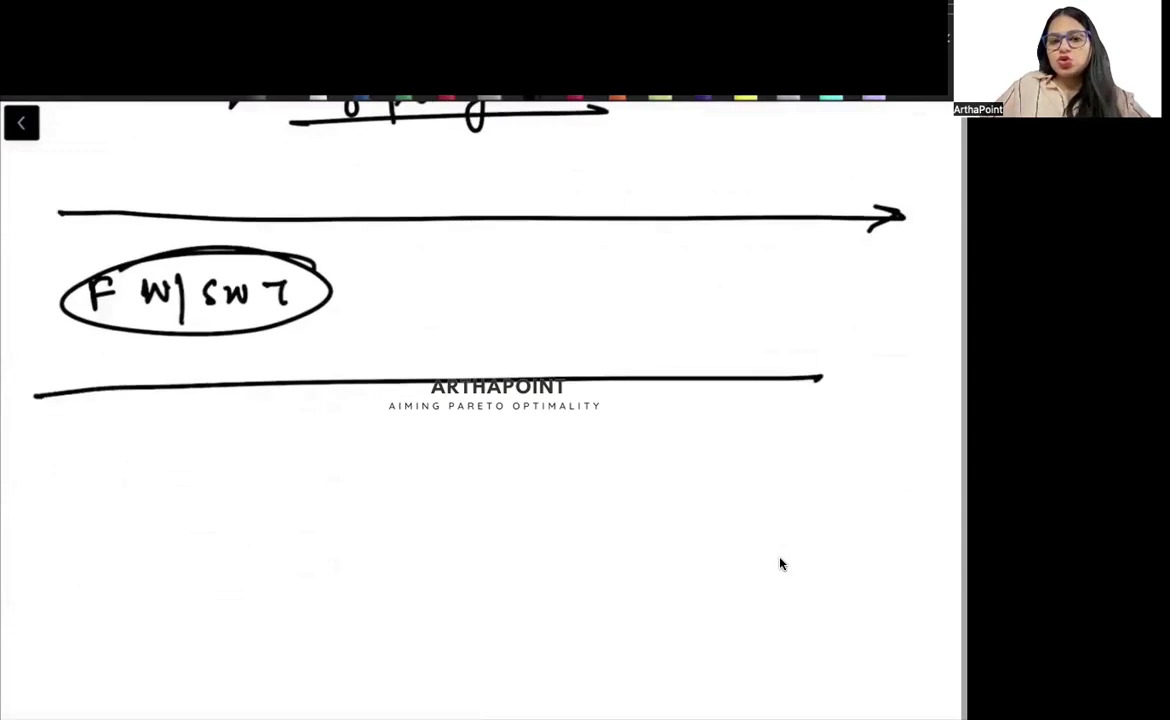 ArthaPoint
F W/ SW T
ARTHAPOINT
AIMING PARETO OPTIMALITY